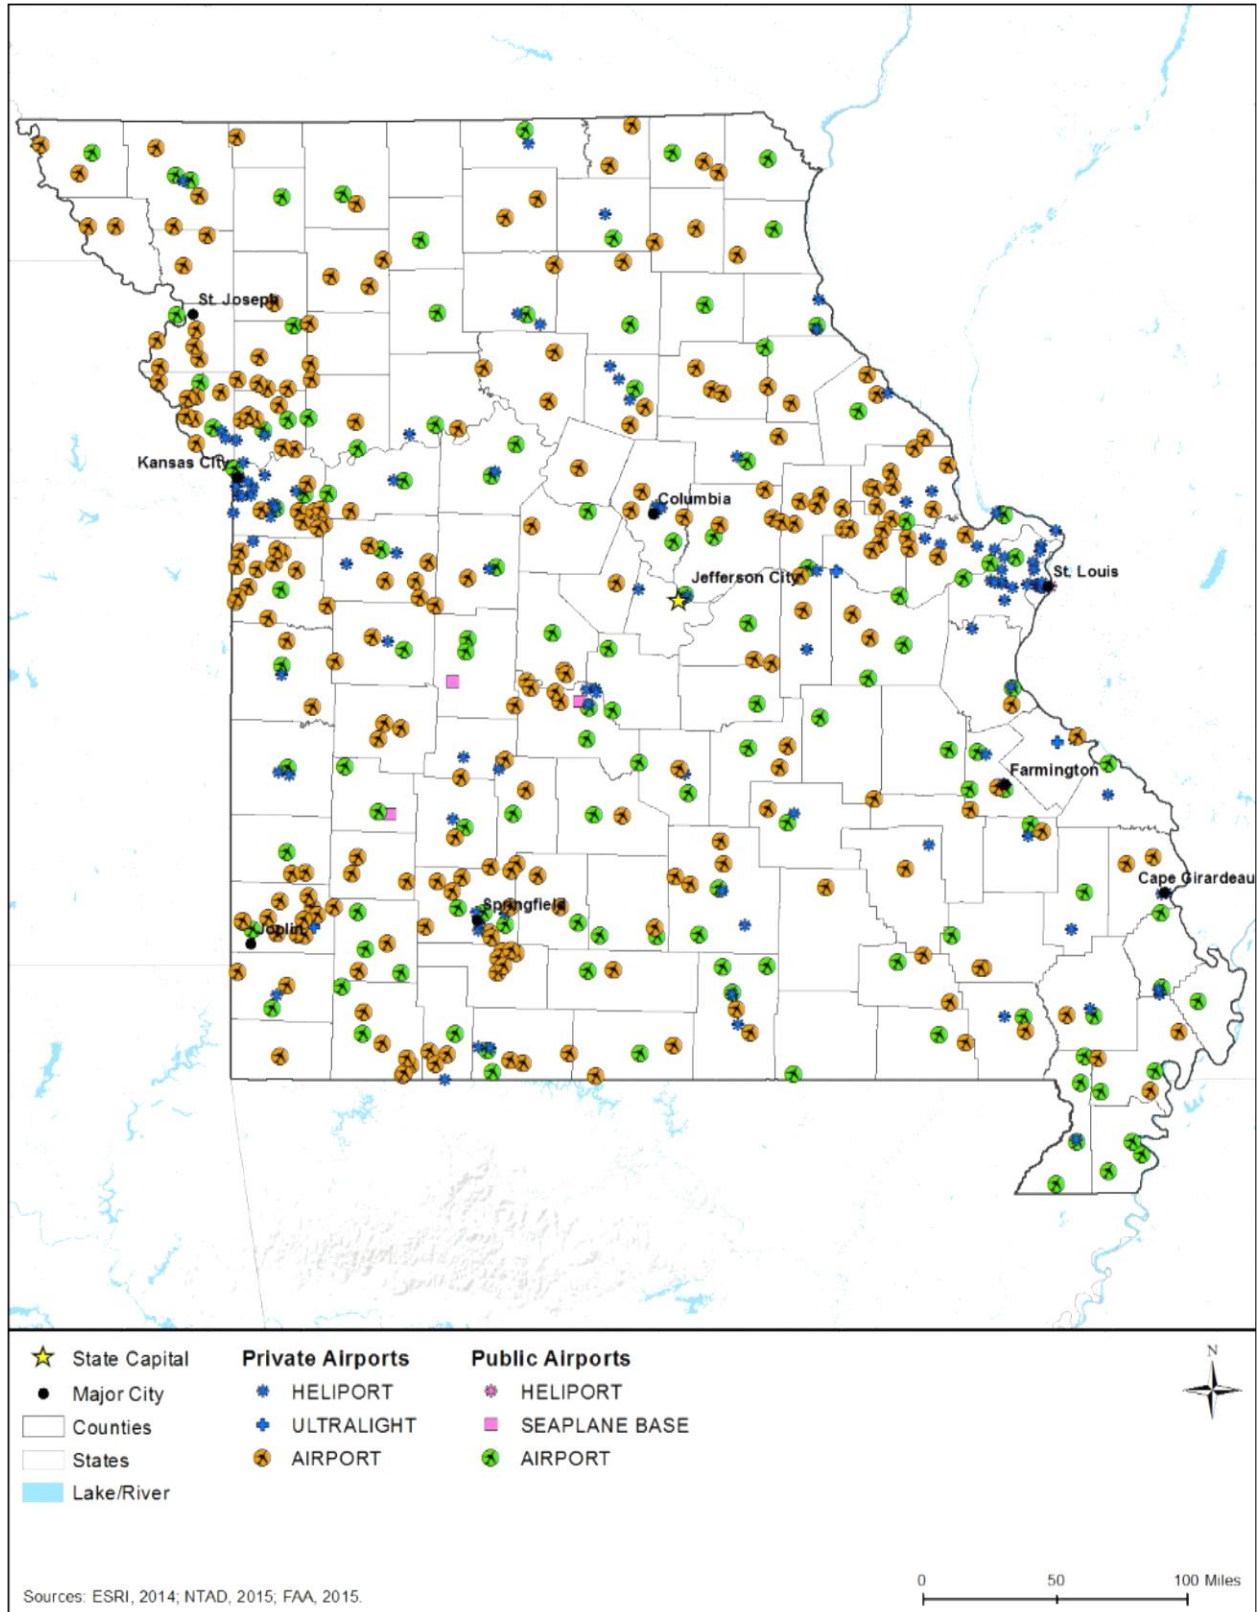 St. Joseph
Kansas City
Columbia
Jefferson City
St. Louis
Farmington
Cape Girardeau
Springfield
Joplin
State Capital
Major City
Counties
States
Lake/River
Private Airports
HELIPORT
ULTRALIGHT
AIRPORT
Public Airports
HELIPORT
SEAPLANE BASE
AIRPORT
N
0 50 100 Miles
Sources: ESRI, 2014; NTAD, 2015; FAA, 2015.